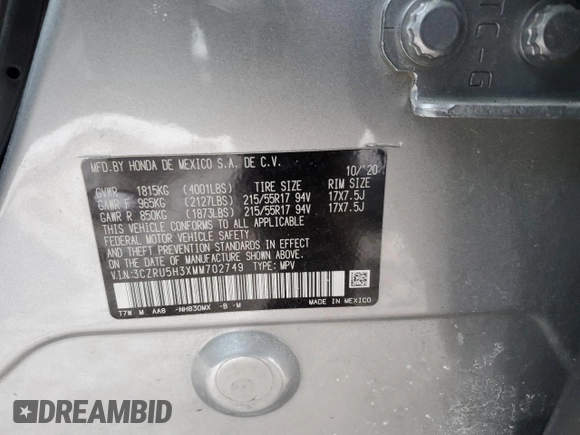 TC-G
MFD.BY HONDA DE MEXICO S.A. DE C.V. 10/'20
GVWR 1815KG (4001LBS) TIRE SIZE RIM SIZE
GAWR F 965KG (2127LBS) 215/55R17 94V 17X7.5J
GAWR R 850KG (1873LBS) 215/55R17 94V 17X7.5J
THIS VEHICLE CONFORMS TO ALL APPLICABLE
FEDERAL MOTOR VEHICLE SAFETY
AND THEFT PREVENTION STANDARDS IN EFFECT
ON THE DATE OF MANUFACTURE SHOWN ABOVE.
V.I.N:3CZRU5H3XMM702749 TYPE: MPV
T7W M AA8 -NH830MX -B -M MADE IN MEXICO
DREAMBID